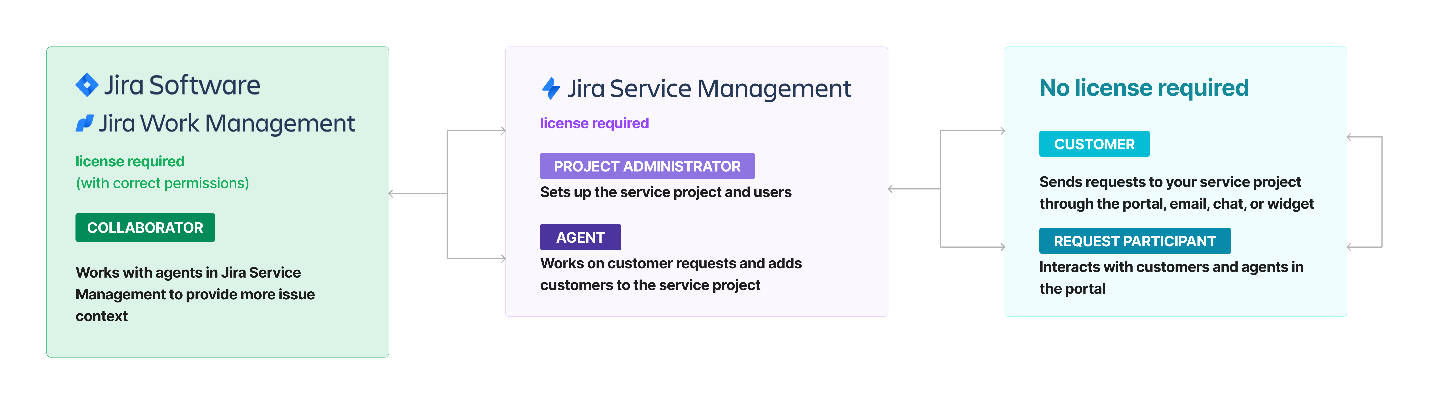 Jira Software
Jira Work Management
license required
(with correct permissions)
COLLABORATOR
Works with agents in Jira Service
Management to provide more issue
context
Jira Service Management
license required
PROJECT ADMINISTRATOR
Sets up the service project and users
AGENT
Works on customer requests and adds
customers to the service project
No license required
CUSTOMER
Sends requests to your service project
through the portal, email, chat, or widget
REQUEST PARTICIPANT
Interacts with customers and agents in
the portal